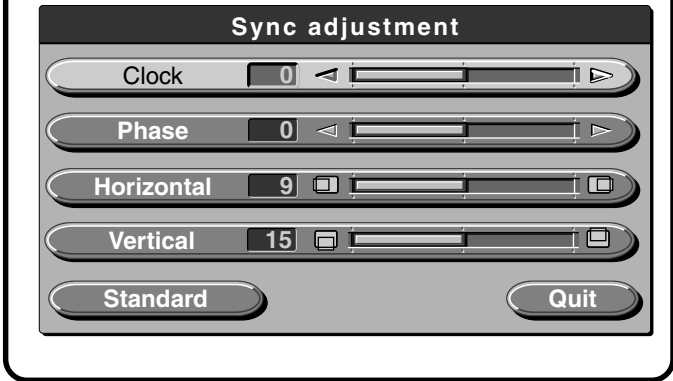 Sync adjustment
Clock 0
Phase 0
Horizontal 9
Vertical 15
Standard Quit